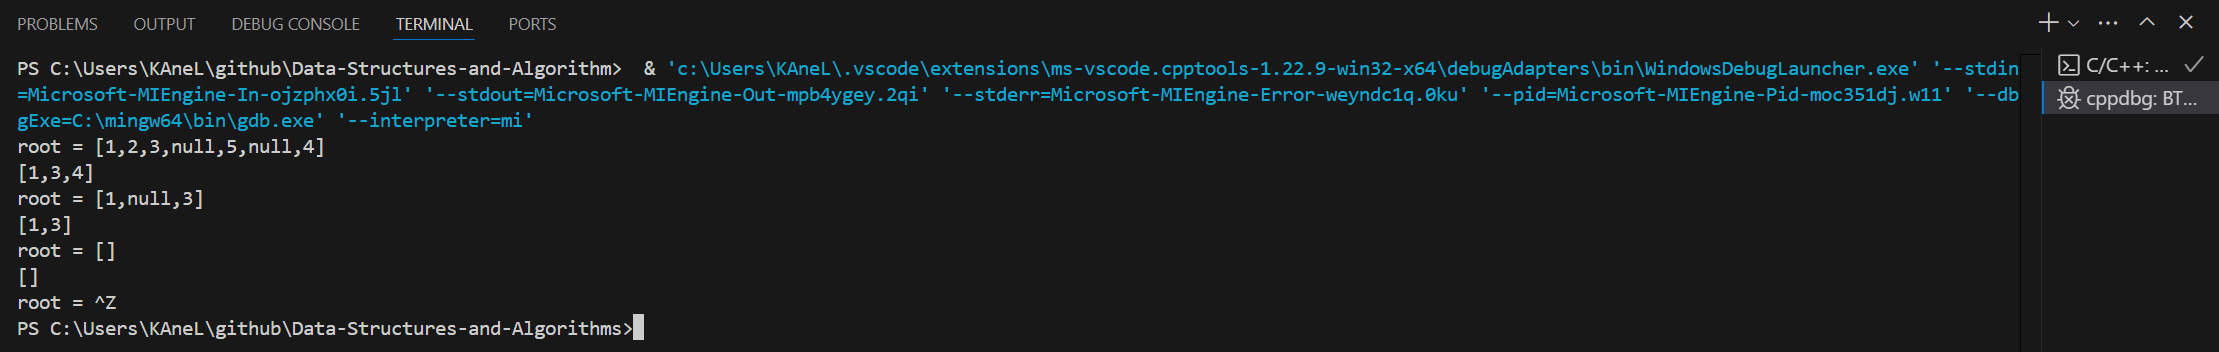 PROBLEMS OUTPUT DEBUG CONSOLE TERMINAL PORTS
PS C:\Users\KAneL\github\Data-Structures-and-Algorithm>  & 'c:\Users\KAneL\.vscode\extensions\ms-vscode.cpptools-1.22.9-win32-x64\debugAdapters\bin\WindowsDebugLauncher.exe' '--stdin
=Microsoft-MIEngine-In-ojzphx0i.5jl' '--stdout=Microsoft-MIEngine-Out-mpb4ygey.2qi' '--stderr=Microsoft-MIEngine-Error-weyndc1q.0ku' '--pid=Microsoft-MIEngine-Pid-moc351dj.w11' '--db
gExe=C:\mingw64\bin\gdb.exe' '--interpreter=mi'
root = [1,2,3,null,5,null,4]
[1,3,4]
root = [1,null,3]
[1,3]
root = []
[]
root = ^Z
PS C:\Users\KAneL\github\Data-Structures-and-Algorithms>
C/C++: ...
cppdbg: BT...